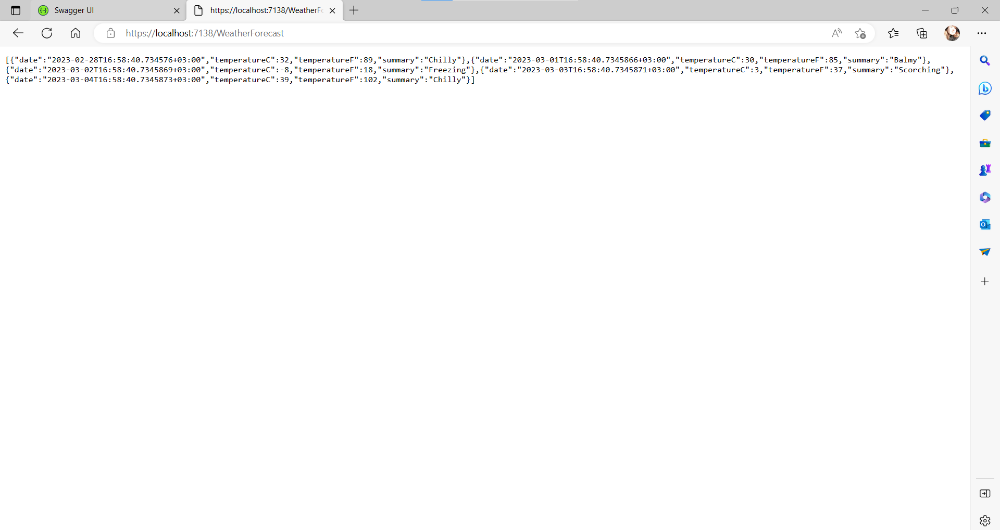 Swagger UI
https://localhost:7138/WeatherFo
https://localhost:7138/WeatherForecast
[{"date":"2023-02-28T16:58:40.734576+03:00","temperatureC":32,"temperatureF":89,"summary":"Chilly"},{"date":"2023-03-01T16:58:40.7345866+03:00","temperatureC":30,"temperatureF":85,"summary":"Balmy"},
{"date":"2023-03-02T16:58:40.7345869+03:00","temperatureC":-8,"temperatureF":18,"summary":"Freezing"},{"date":"2023-03-03T16:58:40.7345871+03:00","temperatureC":3,"temperatureF":37,"summary":"Scorching"},
{"date":"2023-03-04T16:58:40.7345873+03:00","temperatureC":39,"temperatureF":102,"summary":"Chilly"}]